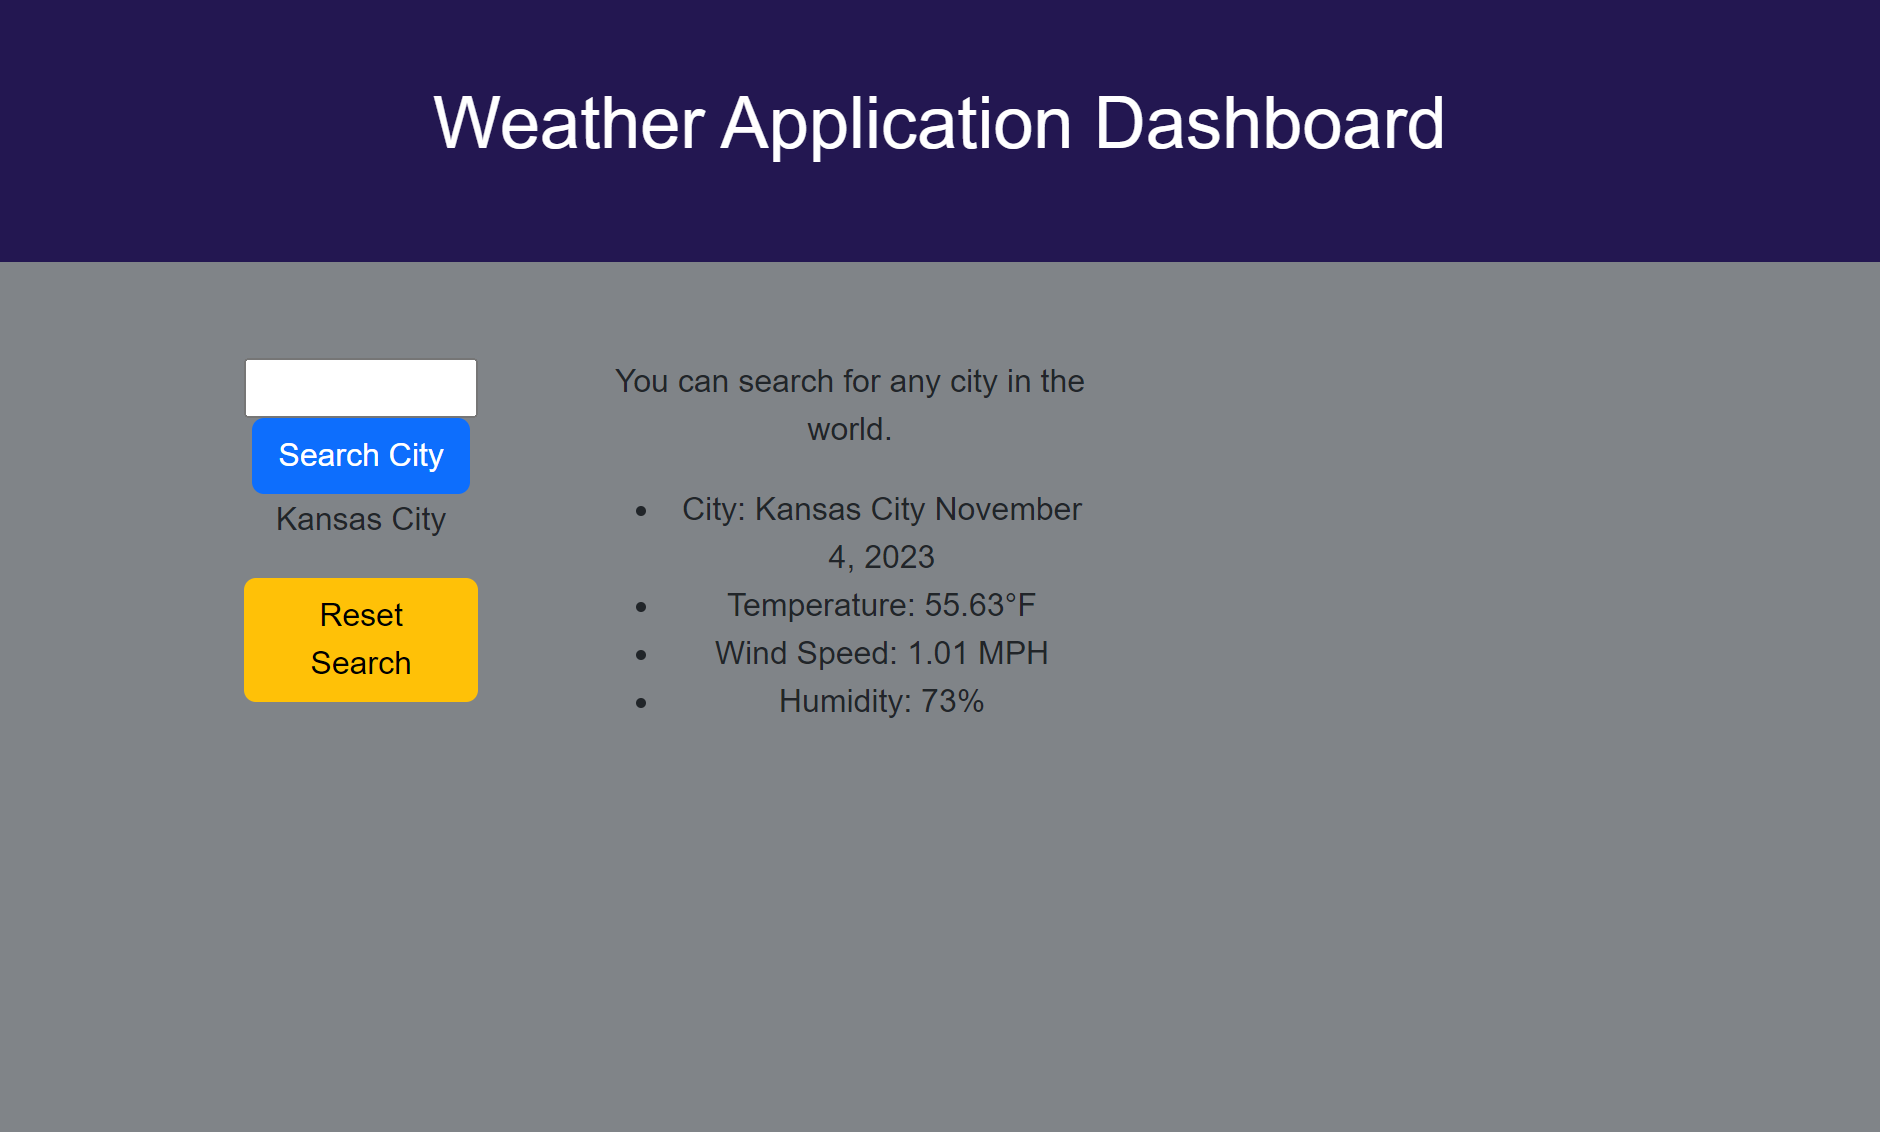 Weather Application Dashboard
Search City
Kansas City
Reset
Search
You can search for any city in the
world.
City: Kansas City November
4, 2023
Temperature: 55.63°F
Wind Speed: 1.01 MPH
Humidity: 73%